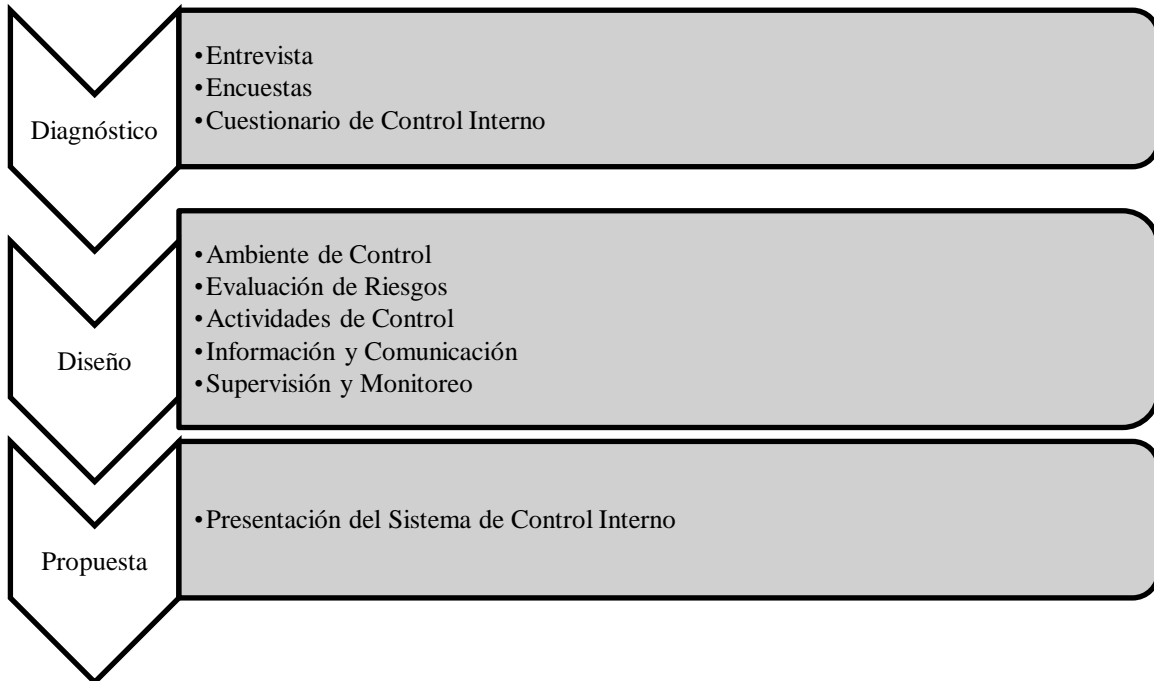 Diagnóstico
•Entrevista
•Encuestas
•Cuestionario de Control Interno
Diseño
•Ambiente de Control
•Evaluación de Riesgos
•Actividades de Control
•Información y Comunicación
•Supervisión y Monitoreo
Propuesta
•Presentación del Sistema de Control Interno